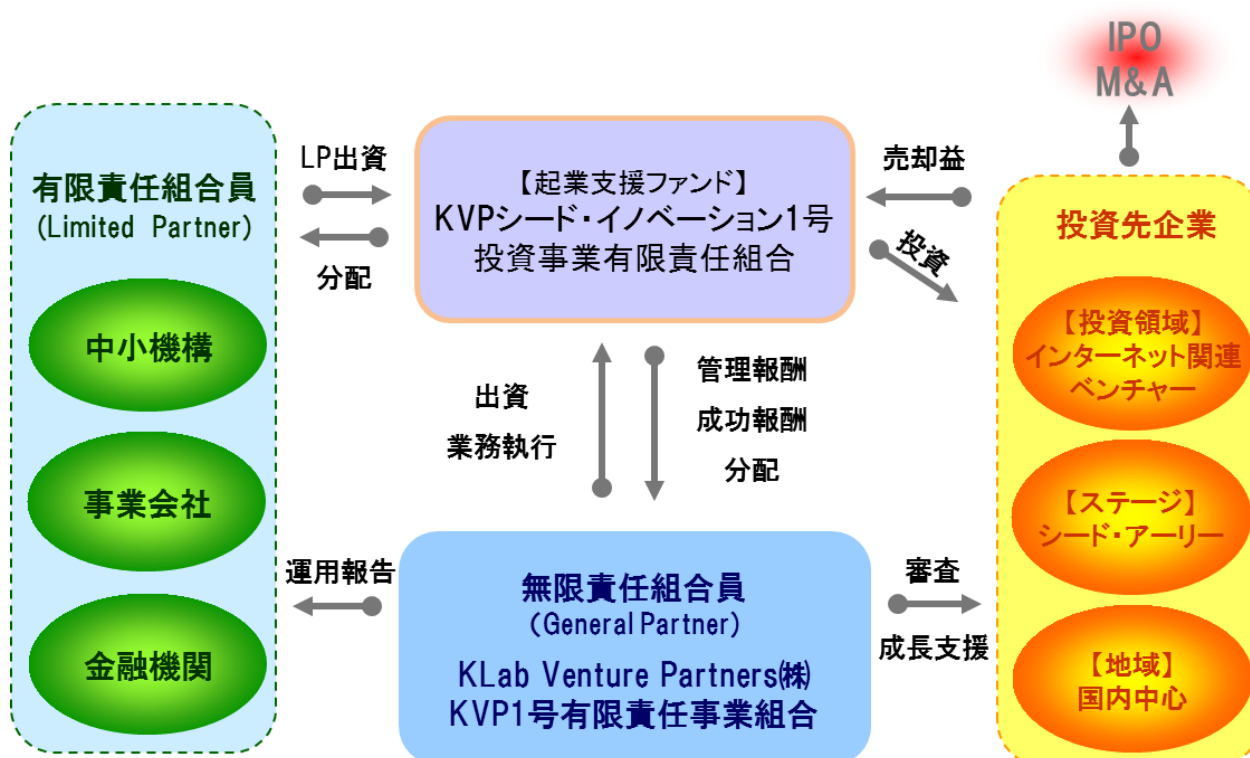 IPO
M&A
有限責任組合員
(Limited Partner)
中小機構
事業会社
金融機関
LP出資
分配
【起業支援ファンド】
KVPシード・イノベーション1号
投資事業有限責任組合
売却益
投資
出資
業務執行
管理報酬
成功報酬
分配
運用報告
無限責任組合員
(General Partner)
KLab Venture Partners㈱
KVP1号有限責任事業組合
審査
成長支援
投資先企業
【投資領域】
インターネット関連
ベンチャー
【ステージ】
シード・アーリー
【地域】
国内中心